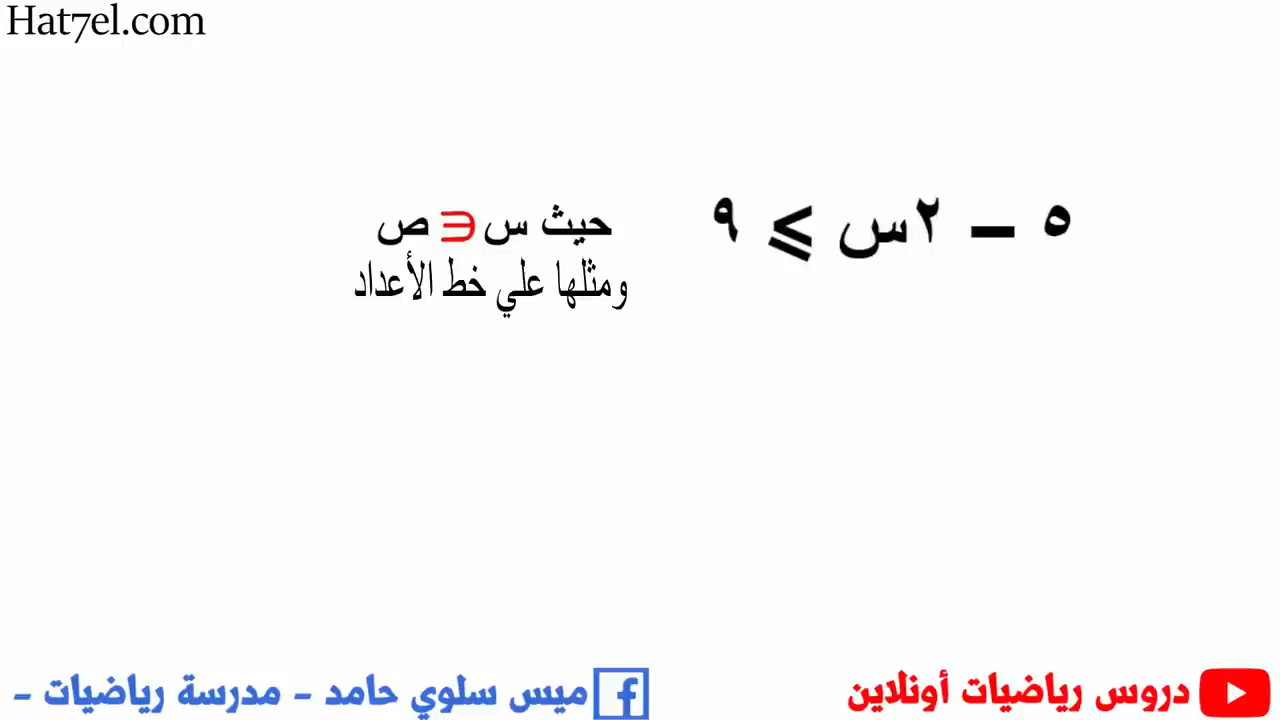 Hat7el.com
٥ – ٢س ⩾ ٩
حيث س ∈ ص
ومثلها علي خط الأعداد
دروس رياضيات أونلاين
ميس سلوي حامد - مدرسة رياضيات -